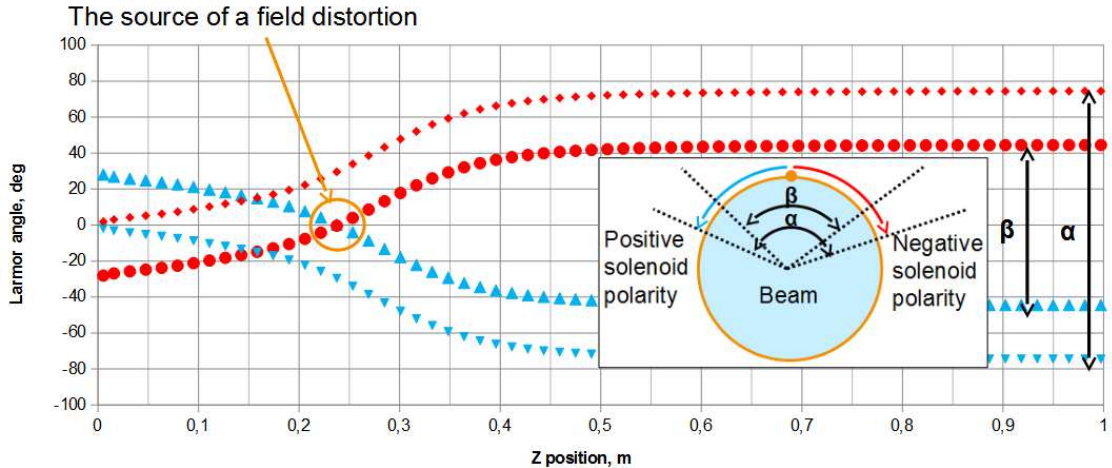 The source of a field distortion
100
80
60
40
20
0
-20
-40
-60
-80
-100
Larmor angle, deg
0
0,1
0,2
0,3
0,4
0,5
0,6
0,7
0,8
0,9
1
Z position, m
β
α
Positive
solenoid
polarity
Beam
Negative
solenoid
polarity
β
α